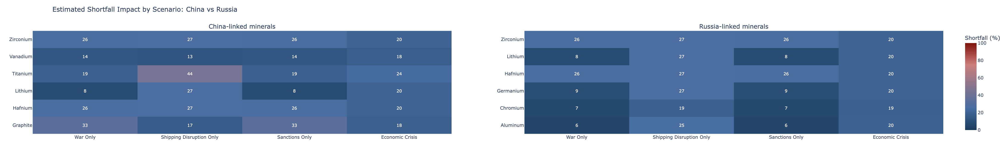 Estimated Shortfall Impact by Scenario: China vs Russia
China-linked minerals
Zirconium 26 27 26 20
Vanadium 14 13 14 18
Titanium 19 44 19 24
Lithium 8 27 8 20
Hafnium 26 27 26 20
Graphite 33 17 33 18
War Only Shipping Disruption Only Sanctions Only Economic Crisis
Russia-linked minerals
Zirconium 26 27 26 20
Lithium 8 27 8 20
Hafnium 26 27 26 20
Germanium 9 27 9 20
Chromium 7 19 7 19
Aluminum 6 25 6 20
War Only Shipping Disruption Only Sanctions Only Economic Crisis
Shortfall (%)
100
80
60
40
20
0